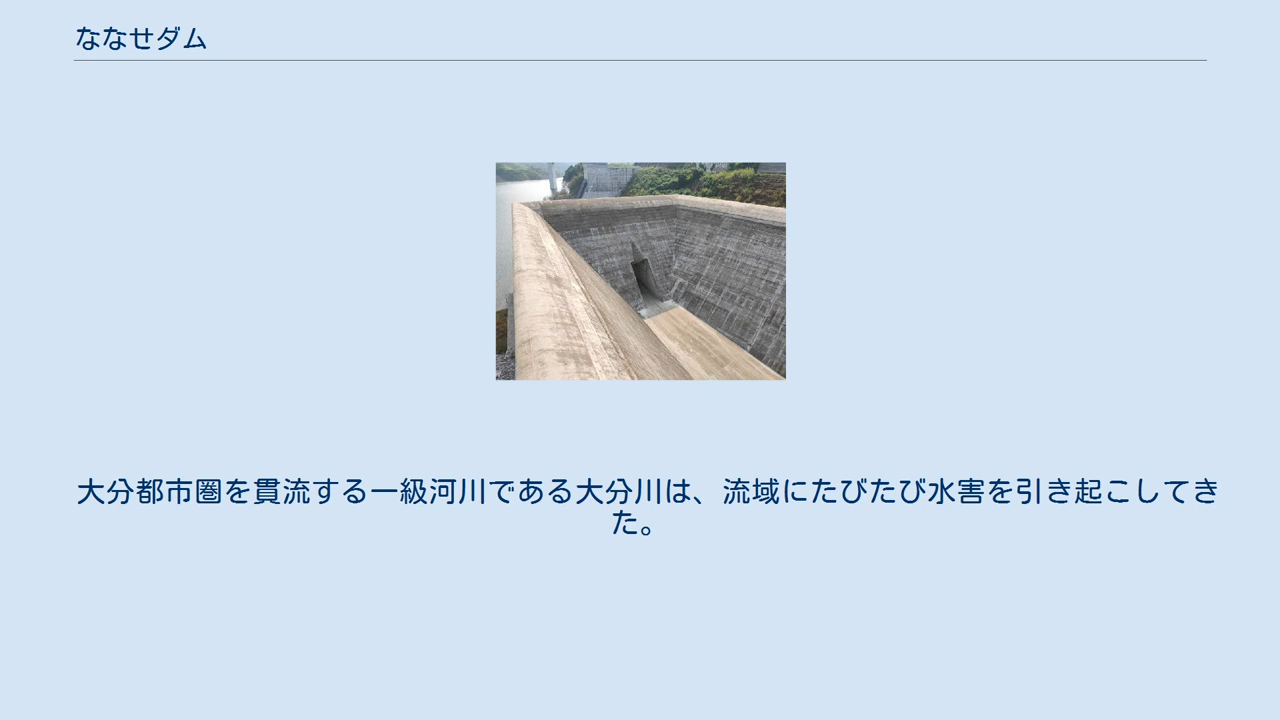 ななせダム
大分都市圏を貫流する一級河川である大分川は、流域にたびたび水害を引き起こしてき
た。